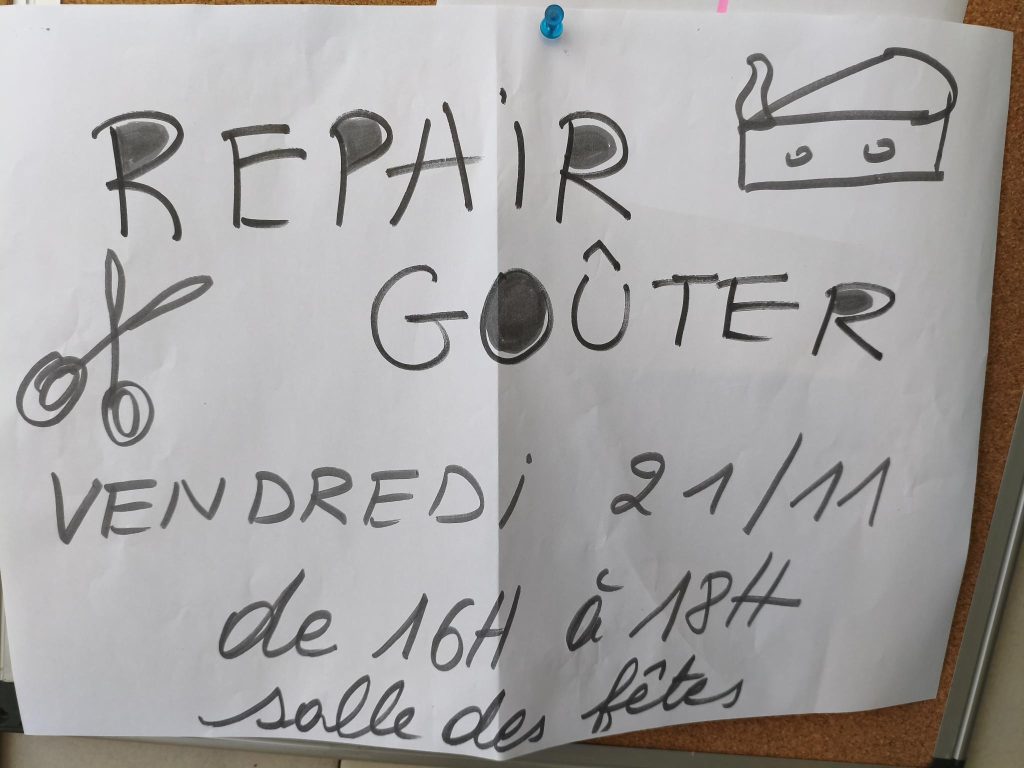 REPAiR
GOÛTER
VENDREDi 21/11
de 16H à 18H
salle des fêtes